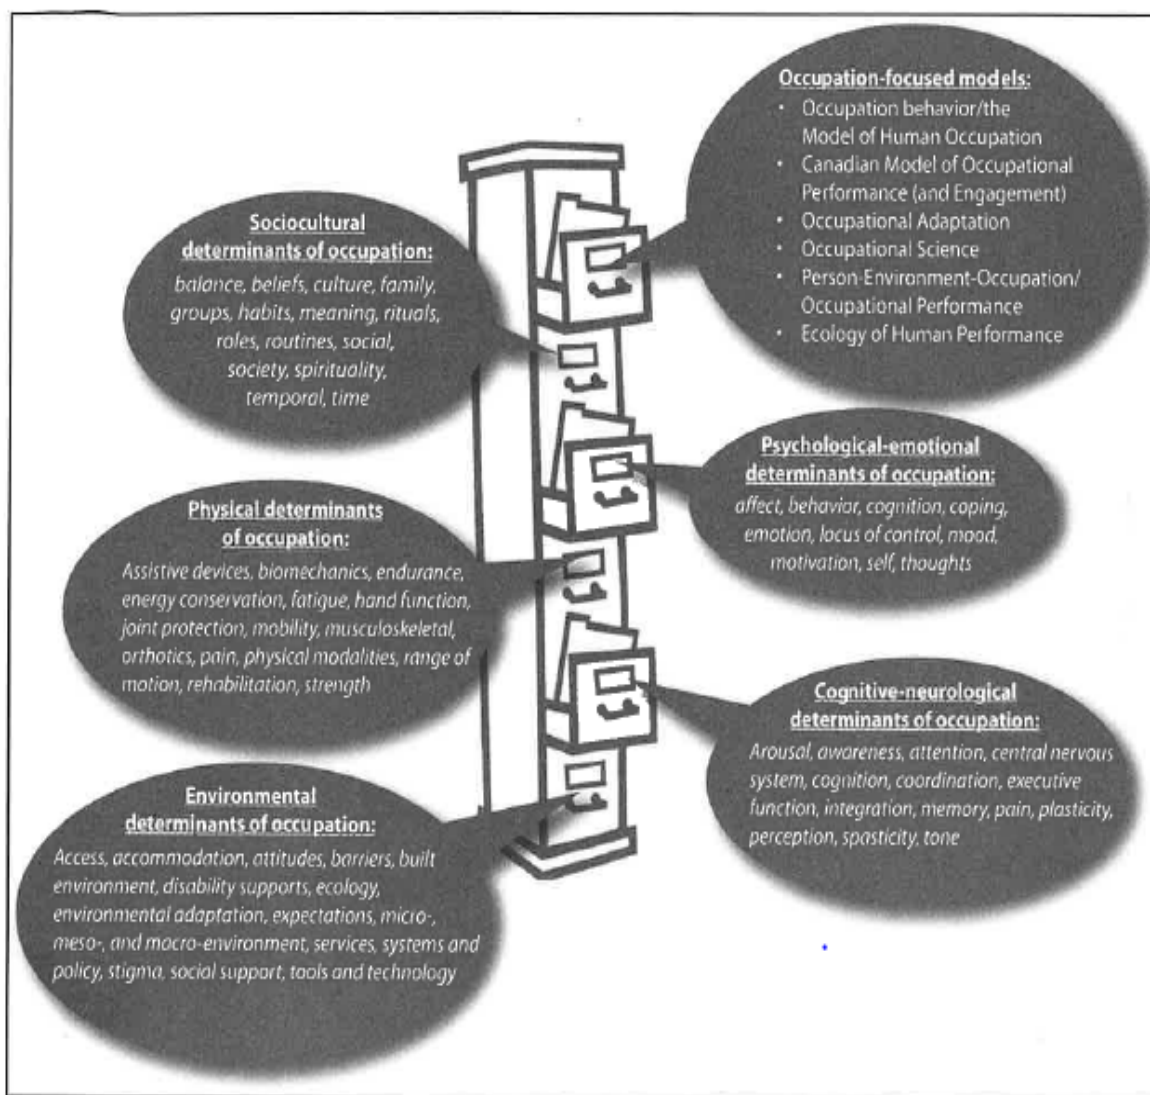 Occupation-focused models:
• Occupation behavior/the
Model of Human Occupation
• Canadian Model of Occupational
Performance (and Engagement)
• Occupational Adaptation
• Occupational Science
• Person-Environment-Occupation/
Occupational Performance
• Ecology of Human Performance
Sociocultural
determinants of occupation:
balance, beliefs, culture, family,
groups, habits, meaning, rituals,
roles, routines, social,
society, spirituality,
temporal, time
Psychological-emotional
determinants of occupation:
affect, behavior, cognition, coping,
emotion, locus of control, mood,
motivation, self, thoughts
Physical determinants
of occupation:
Assistive devices, biomechanics, endurance,
energy conservation, fatigue, hand function,
joint protection, mobility, musculoskeletal,
orthotics, pain, physical modalities, range of
motion, rehabilitation, strength
Cognitive-neurological
determinants of occupation:
Arousal, awareness, attention, central nervous
system, cognition, coordination, executive
function, integration, memory, pain, plasticity,
perception, spasticity, tone
Environmental
determinants of occupation:
Access, accommodation, attitudes, barriers, built
environment, disability supports, ecology,
environmental adaptation, expectations, micro-,
meso-, and macro-environment, services, systems and
policy, stigma, social support, tools and technology